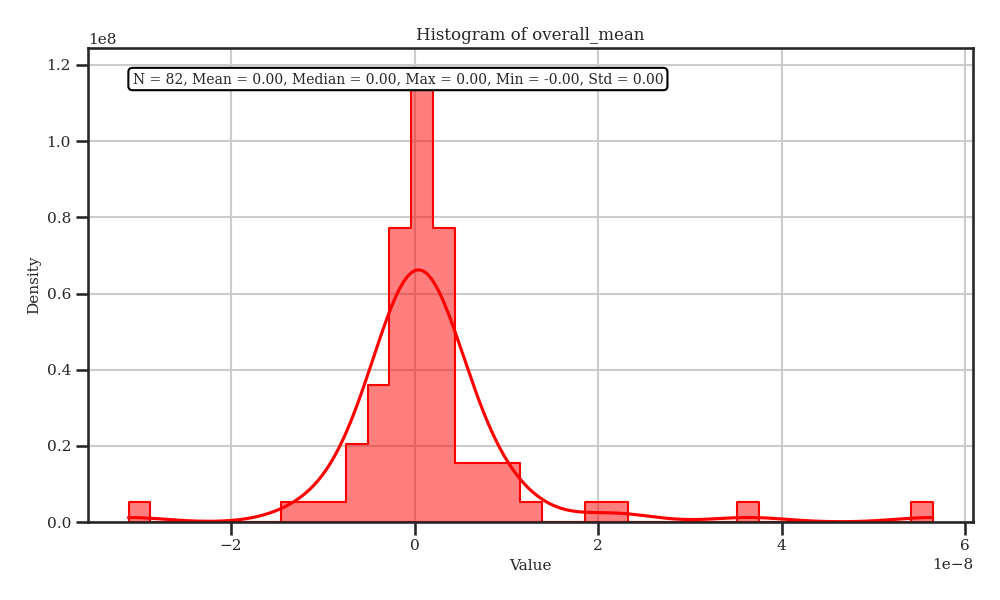 Histogram of overall_mean
1e8
N = 82, Mean = 0.00, Median = 0.00, Max = 0.00, Min = -0.00, Std = 0.00
1.2
1.0
0.8
0.6
0.4
0.2
0.0
Density
−2
0
2
4
6
1e−8
Value